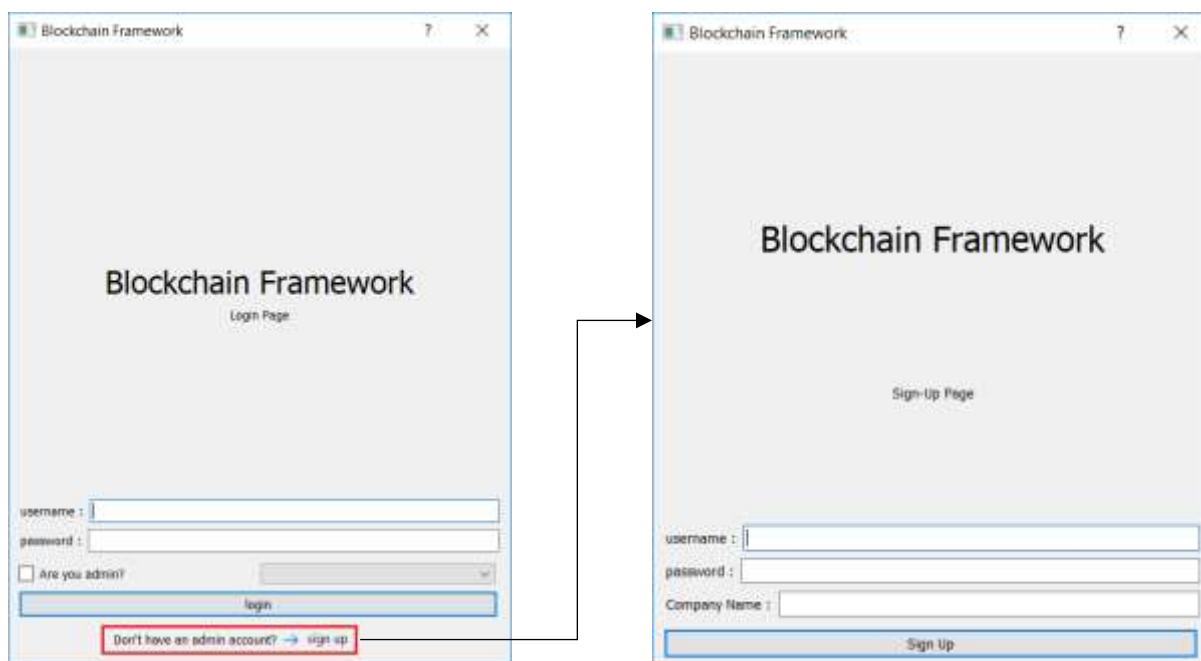 Blockchain Framework ? ×
Blockchain Framework
Login Page
username :
password :
Are you admin?
login
Don't have an admin account? → sign up
Blockchain Framework ? ×
Blockchain Framework
Sign-Up Page
username :
password :
Company Name :
Sign Up